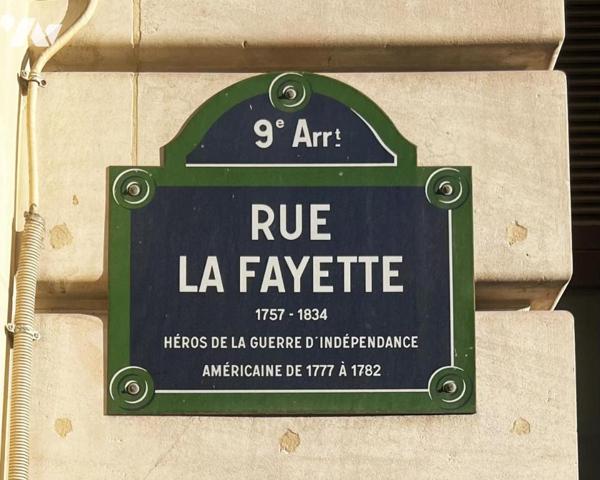 9e Arrt
RUE
LA FAYETTE
1757 - 1834
HÉROS DE LA GUERRE D'INDÉPENDANCE
AMÉRICAINE DE 1777 À 1782